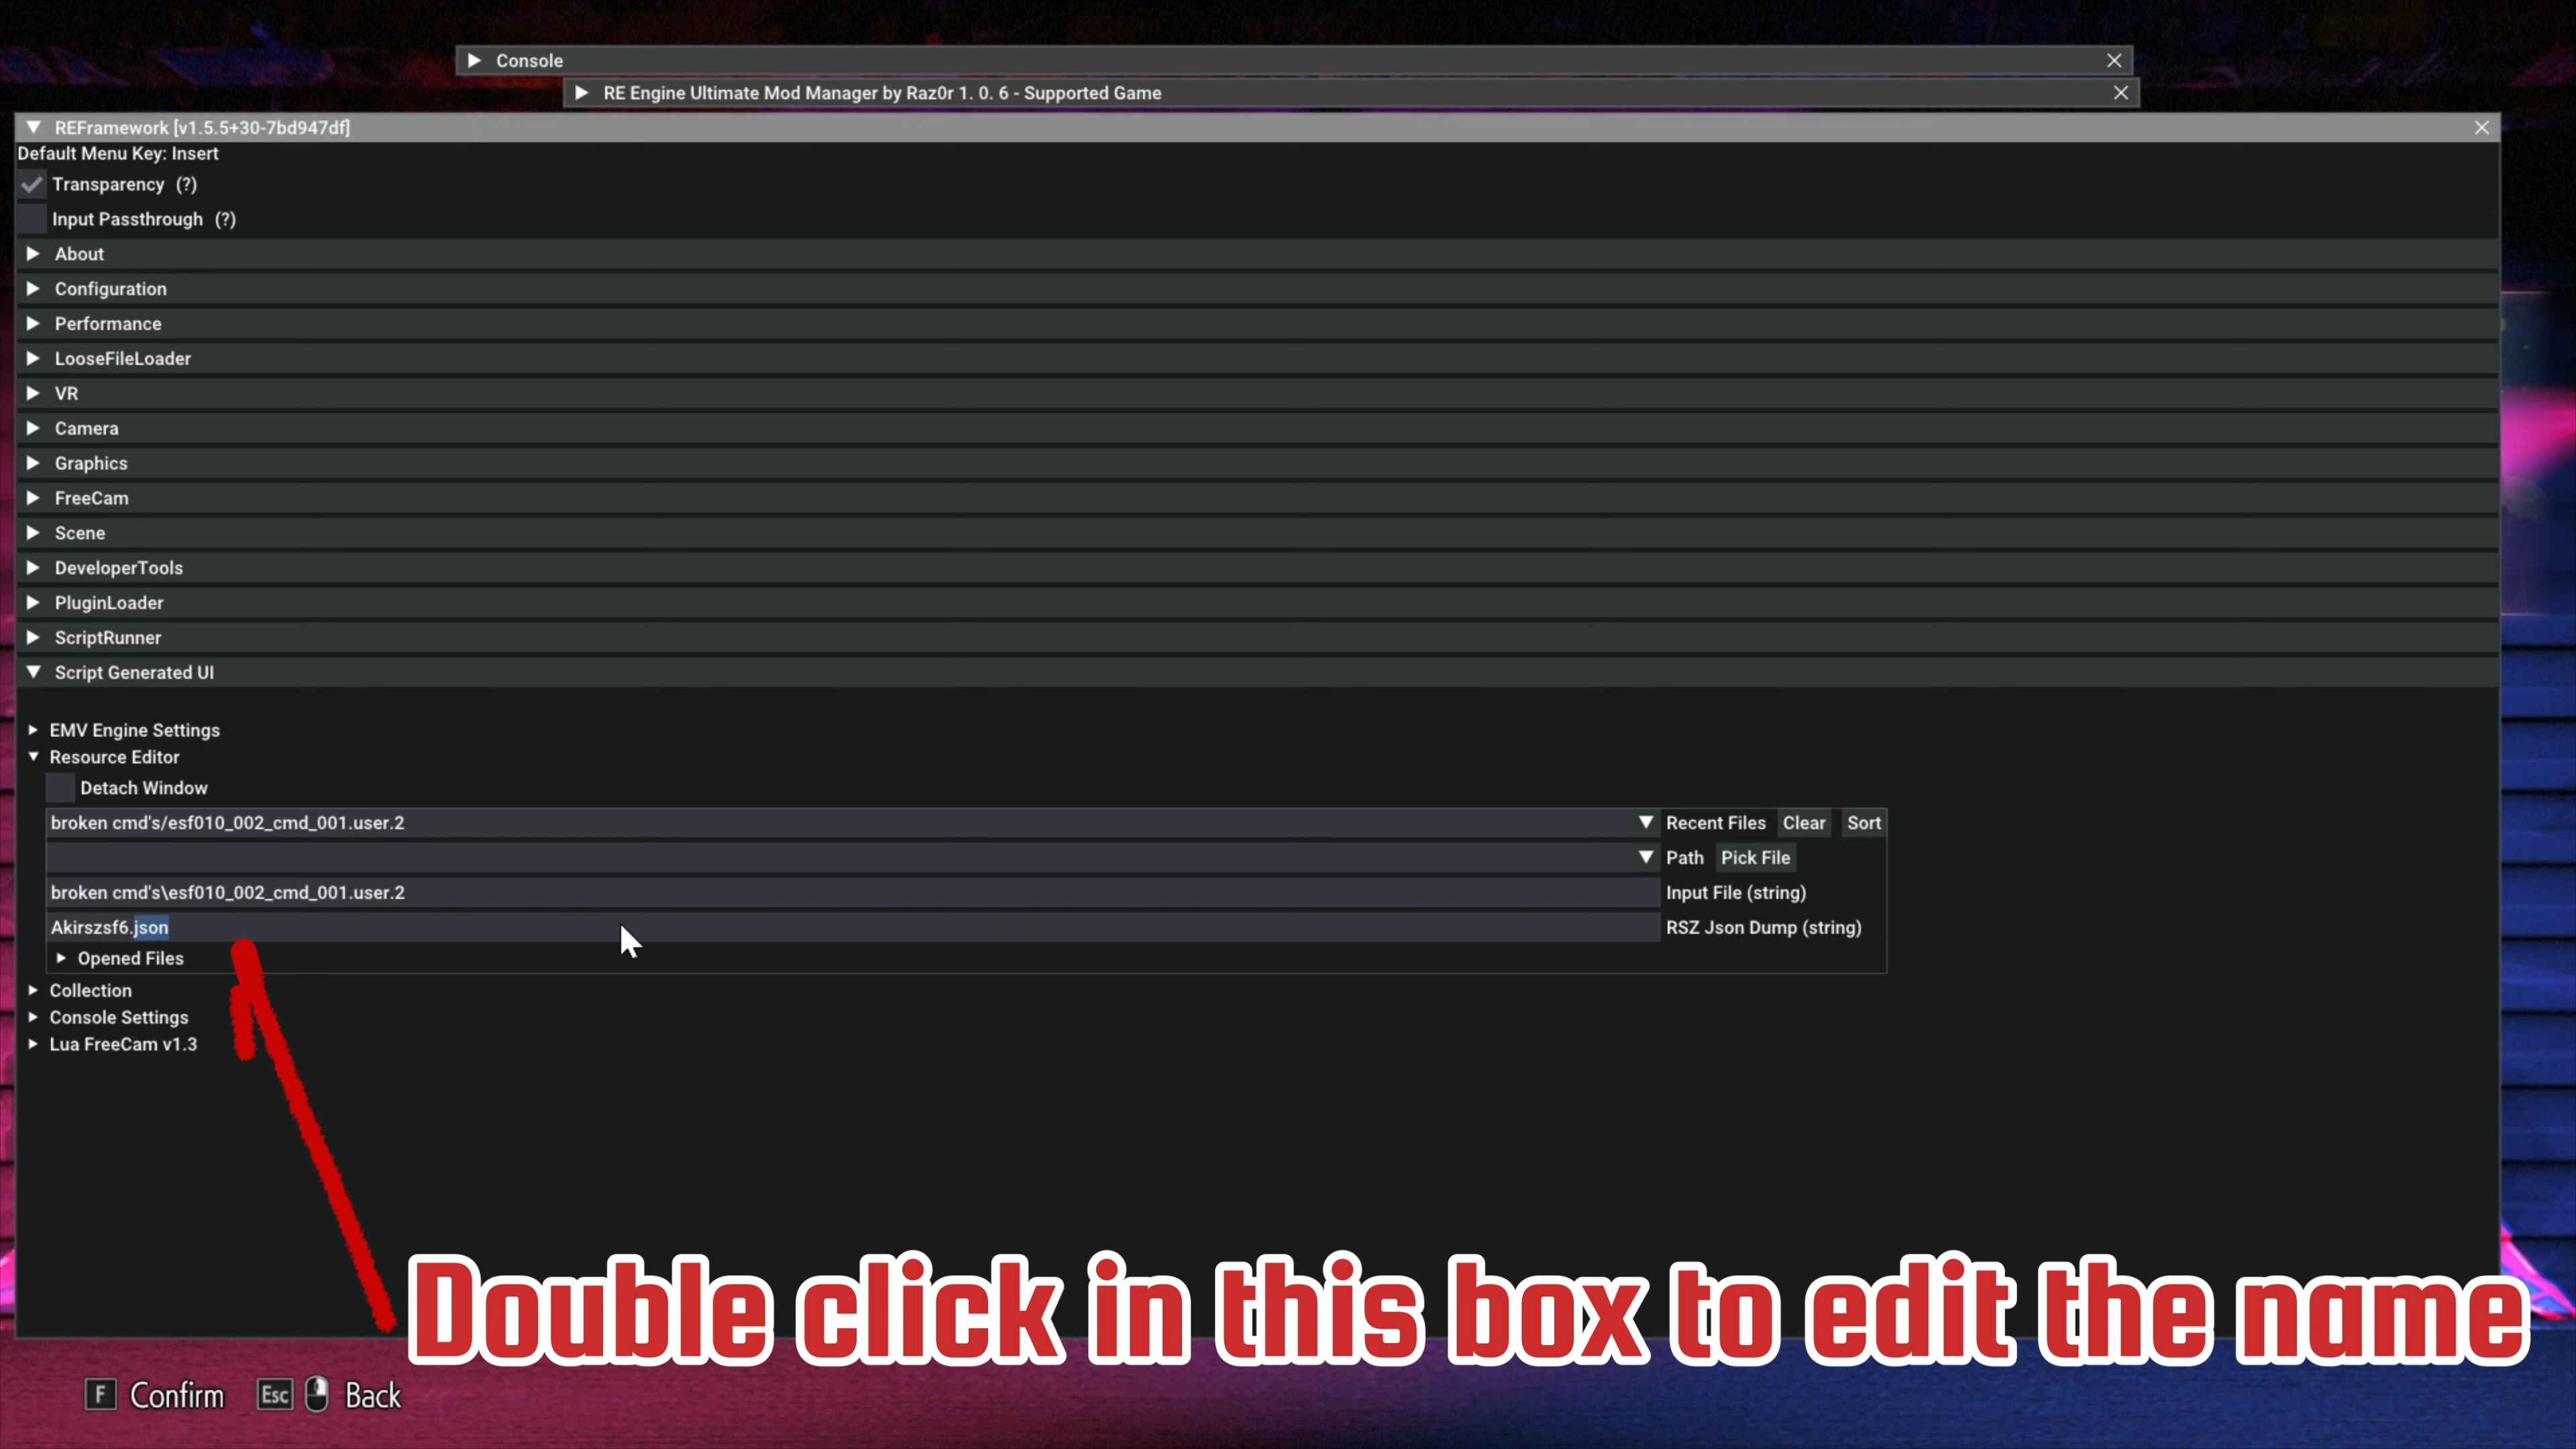 Console
RE Engine Ultimate Mod Manager by Raz0r 1. 0. 6 - Supported Game
REFramework [v1.5.5+30-7bd947df]
Default Menu Key: Insert
Transparency (?)
Input Passthrough (?)
About
Configuration
Performance
LooseFileLoader
VR
Camera
Graphics
FreeCam
Scene
DeveloperTools
PluginLoader
ScriptRunner
Script Generated UI
EMV Engine Settings
Resource Editor
Detach Window
broken cmd's/esf010_002_cmd_001.user.2 Recent Files Clear Sort
Path Pick File
broken cmd's\esf010_002_cmd_001.user.2 Input File (string)
Akirszsf6.json RSZ Json Dump (string)
Opened Files
Collection
Console Settings
Lua FreeCam v1.3
Double click in this box to edit the name
F Confirm Esc Back